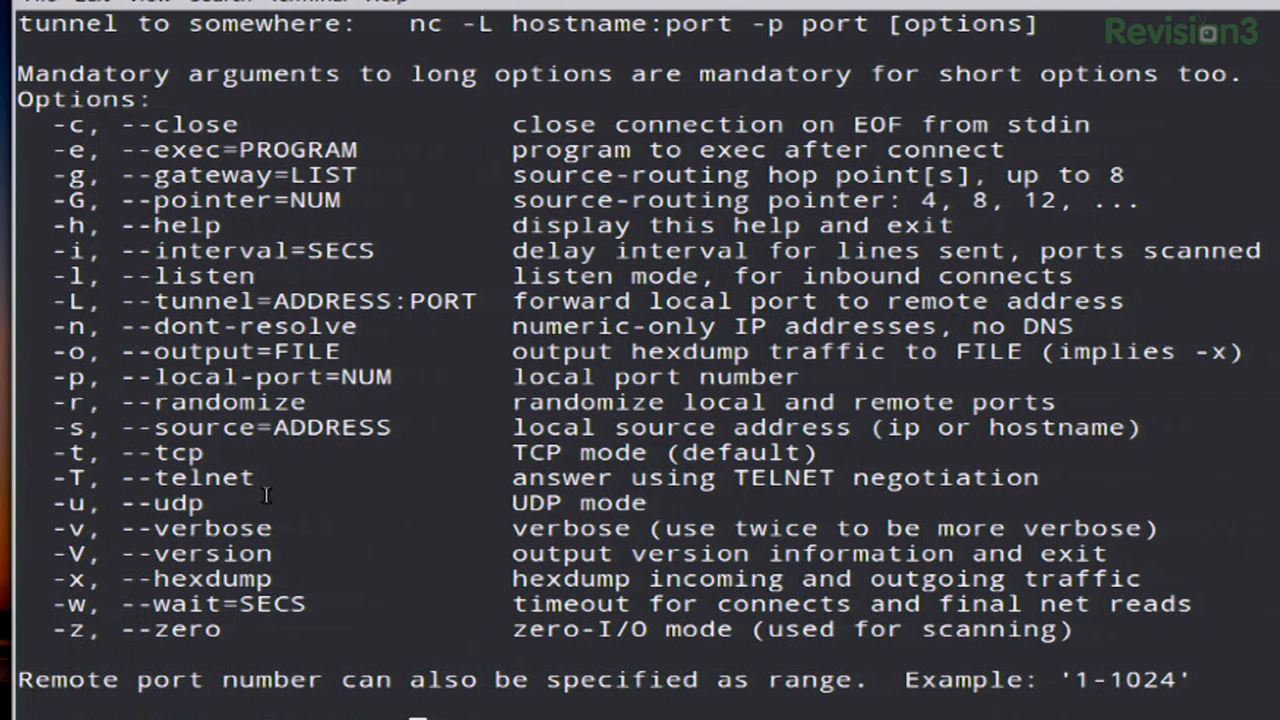 tunnel to somewhere:   nc -L hostname:port -p port [options]
Revision3
Mandatory arguments to long options are mandatory for short options too.
Options:
  -c, --close                close connection on EOF from stdin
  -e, --exec=PROGRAM         program to exec after connect
  -g, --gateway=LIST         source-routing hop point[s], up to 8
  -G, --pointer=NUM          source-routing pointer: 4, 8, 12, ...
  -h, --help                 display this help and exit
  -i, --interval=SECS        delay interval for lines sent, ports scanned
  -l, --listen               listen mode, for inbound connects
  -L, --tunnel=ADDRESS:PORT  forward local port to remote address
  -n, --dont-resolve         numeric-only IP addresses, no DNS
  -o, --output=FILE          output hexdump traffic to FILE (implies -x)
  -p, --local-port=NUM       local port number
  -r, --randomize            randomize local and remote ports
  -s, --source=ADDRESS       local source address (ip or hostname)
  -t, --tcp                  TCP mode (default)
  -T, --telnet               answer using TELNET negotiation
  -u, --udp                  UDP mode
  -v, --verbose              verbose (use twice to be more verbose)
  -V, --version              output version information and exit
  -x, --hexdump              hexdump incoming and outgoing traffic
  -w, --wait=SECS            timeout for connects and final net reads
  -z, --zero                 zero-I/O mode (used for scanning)
Remote port number can also be specified as range.  Example: '1-1024'